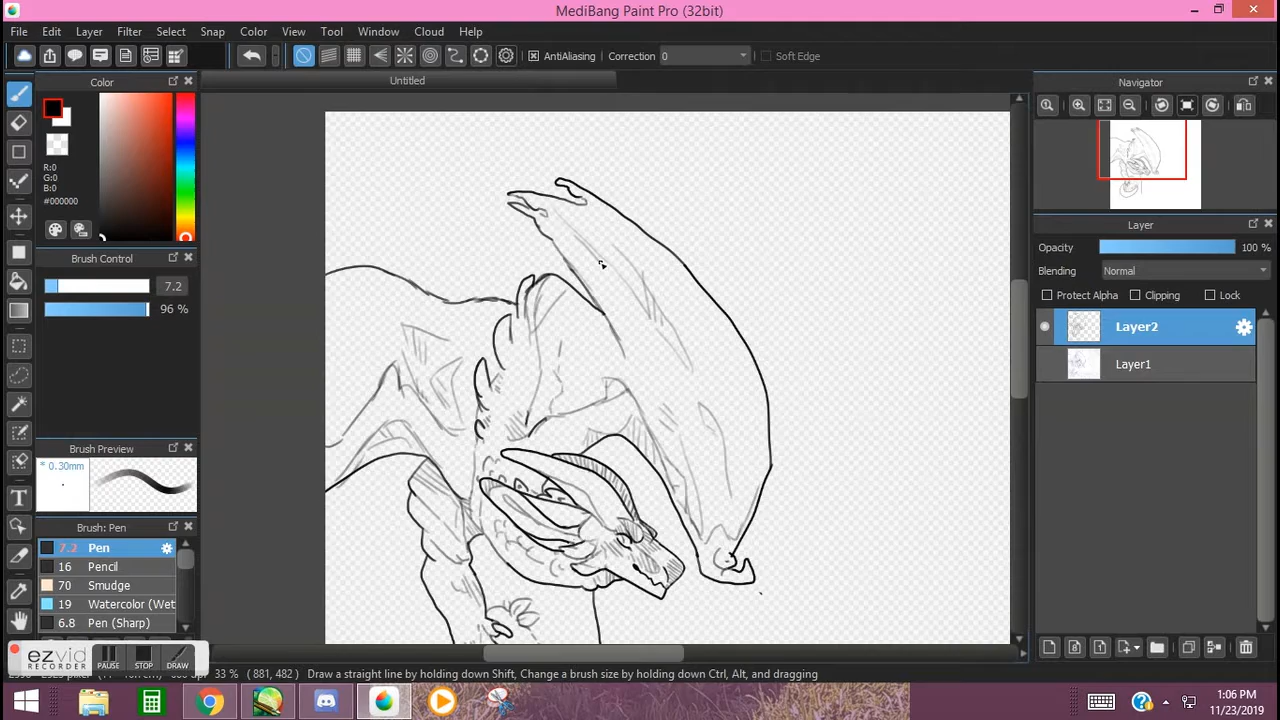 MediBang Paint Pro (32bit)
File Edit Layer Filter Select Snap Color View Tool Window Cloud Help
AntiAliasing Correction 0 Soft Edge
Color
Untitled
Navigator
R:0
G:0
B:0
#000000
Brush Control
7.2
96 %
Layer
Opacity 100 %
Blending Normal
Protect Alpha Clipping Lock
Layer2
Layer1
Brush Preview
* 0.30mm
Brush: Pen
7.2 Pen
16 Pencil
70 Smudge
19 Watercolor (Wet
6.8 Pen (Sharp)
ezvid
RECORDER
PAUSE STOP DRAW
33 % ( 881, 482 ) Draw a straight line by holding down Shift, Change a brush size by holding down Ctrl, Alt, and dragging
1:06 PM
11/23/2019